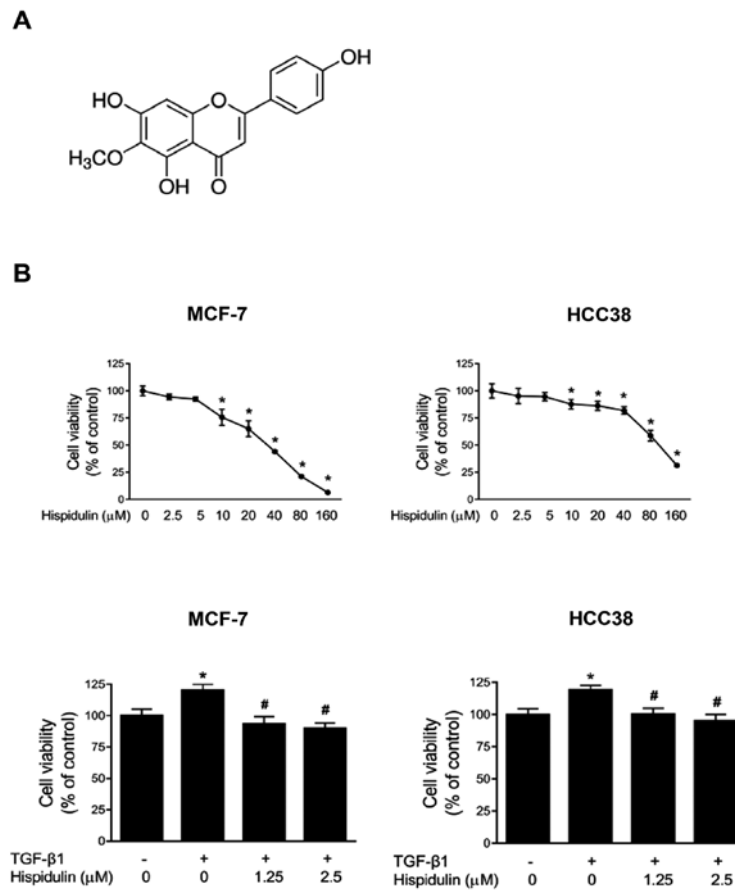 A
OH
HO
O
H₃CO
OH
O
B
MCF-7
HCC38
Cell viability
(% of control)
125
100
75
50
25
0
Hispidulin (μM) 0 2.5 5 10 20 40 80 160
* * * * *
Cell viability
(% of control)
125
100
75
50
25
0
Hispidulin (μM) 0 2.5 5 10 20 40 80 160
* * * * *
MCF-7
HCC38
Cell viability
(% of control)
125
100
75
50
25
0
* # #
TGF-β1 - + + +
Hispidulin (μM) 0 0 1.25 2.5
Cell viability
(% of control)
125
100
75
50
25
0
* # #
TGF-β1 - + + +
Hispidulin (μM) 0 0 1.25 2.5